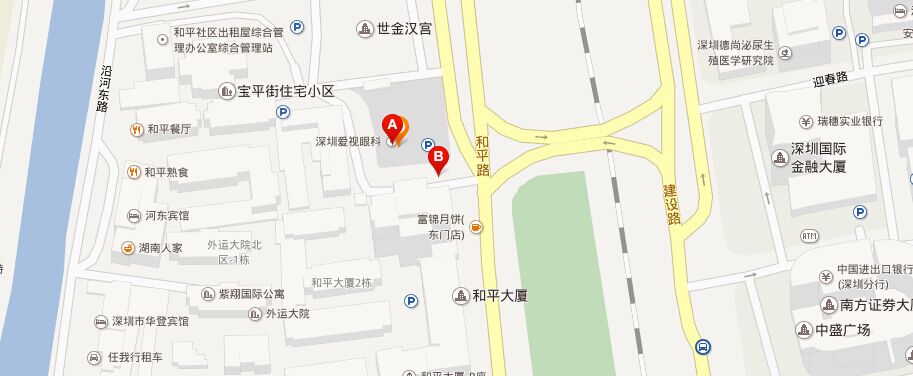 和平社区出租屋综合管
理办公室综合管理站
P
世金汉宫
深圳德尚泌尿生
殖医学研究院
P
P
安
沿河东路
宝平街住宅小区
迎春路
P
和平餐厅
深圳爱视眼科
A
P
B
和平路
瑞穗实业银行
深圳国际
金融大厦
和平熟食
建设路
河东宾馆
富锦月饼(
东门店)
P
湖南人家
外运大院北
区-1栋
ATM
和平大厦2栋
中国进出口银行
(深圳分行)
紫翔国际公寓
P
和平大厦
南方证券大厦
外运大院
深圳市华登宾馆
中盛广场
任我行租车
和平大厦-B座